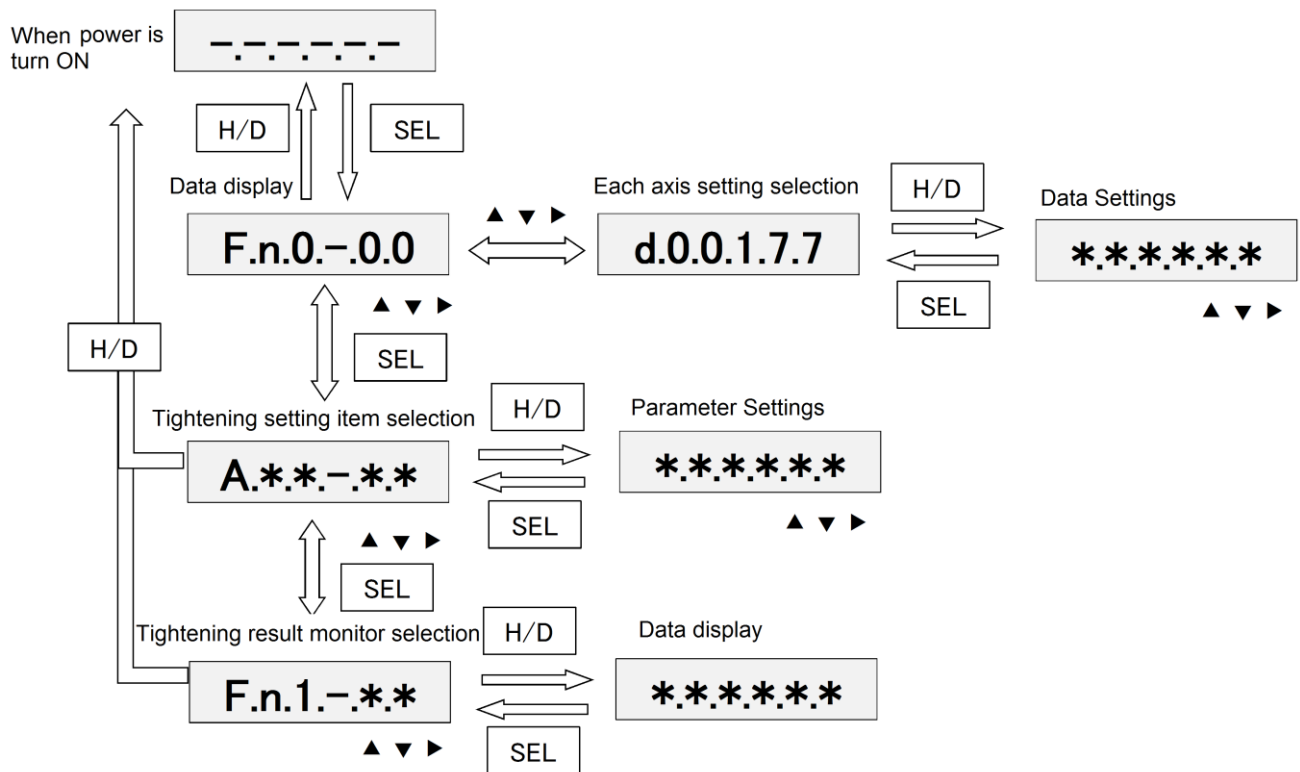 When power is
turn ON
-.-.-.-.-.-
H/D
SEL
Data display
Each axis setting selection
H/D
Data Settings
F.n.0.-.0.0
▲ ▼ ▶
d.0.0.1.7.7
*.*.*.*.*.*
SEL
▲ ▼ ▶
▲ ▼ ▶
H/D
SEL
Tightening setting item selection
H/D
Parameter Settings
A.*.*.-.*.*
*.*.*.*.*.*
SEL
▲ ▼ ▶
▲ ▼ ▶
SEL
Tightening result monitor selection
H/D
Data display
F.n.1.-.*.*
*.*.*.*.*.*
▲ ▼ ▶
SEL